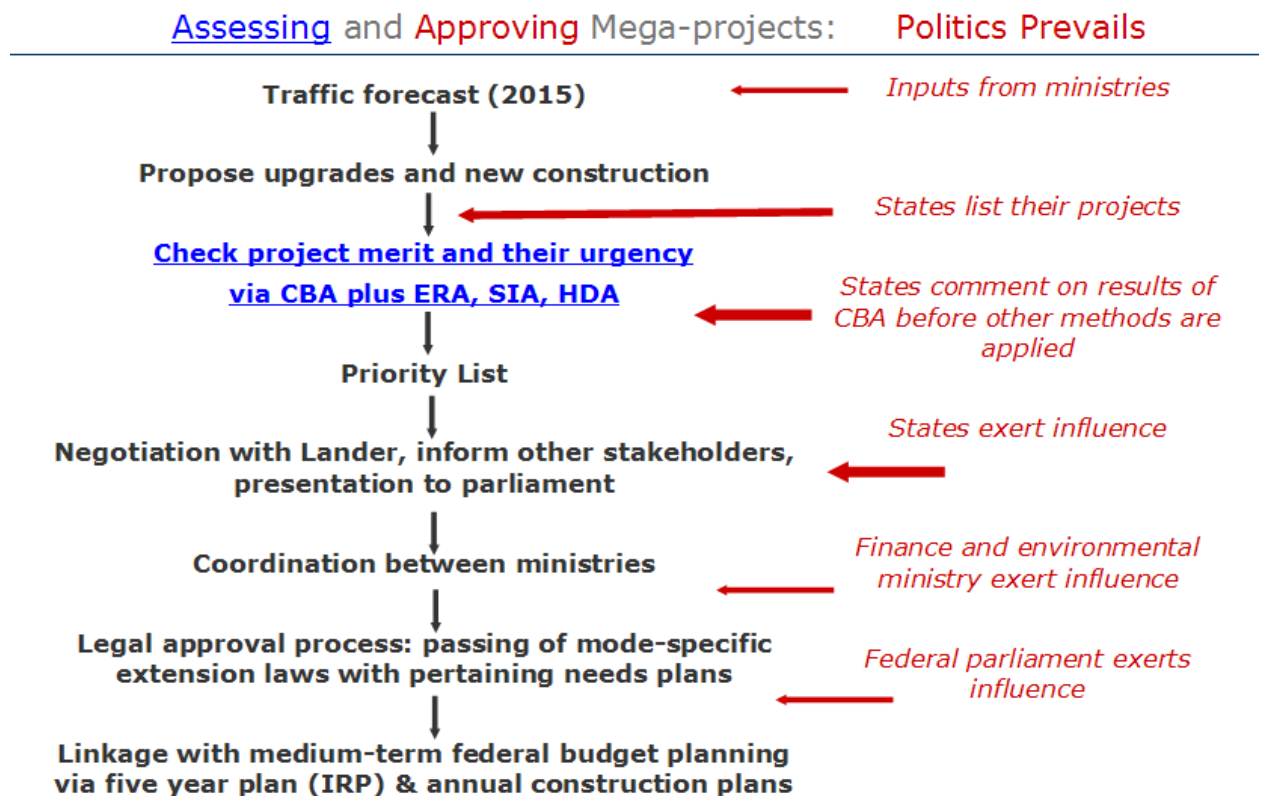 Assessing and Approving Mega-projects: Politics Prevails
Traffic forecast (2015)
Inputs from ministries
Propose upgrades and new construction
States list their projects
Check project merit and their urgency
via CBA plus ERA, SIA, HDA
States comment on results of
CBA before other methods are
applied
Priority List
States exert influence
Negotiation with Lander, inform other stakeholders,
presentation to parliament
Finance and environmental
ministry exert influence
Coordination between ministries
Legal approval process: passing of mode-specific
extension laws with pertaining needs plans
Federal parliament exerts
influence
Linkage with medium-term federal budget planning
via five year plan (IRP) & annual construction plans